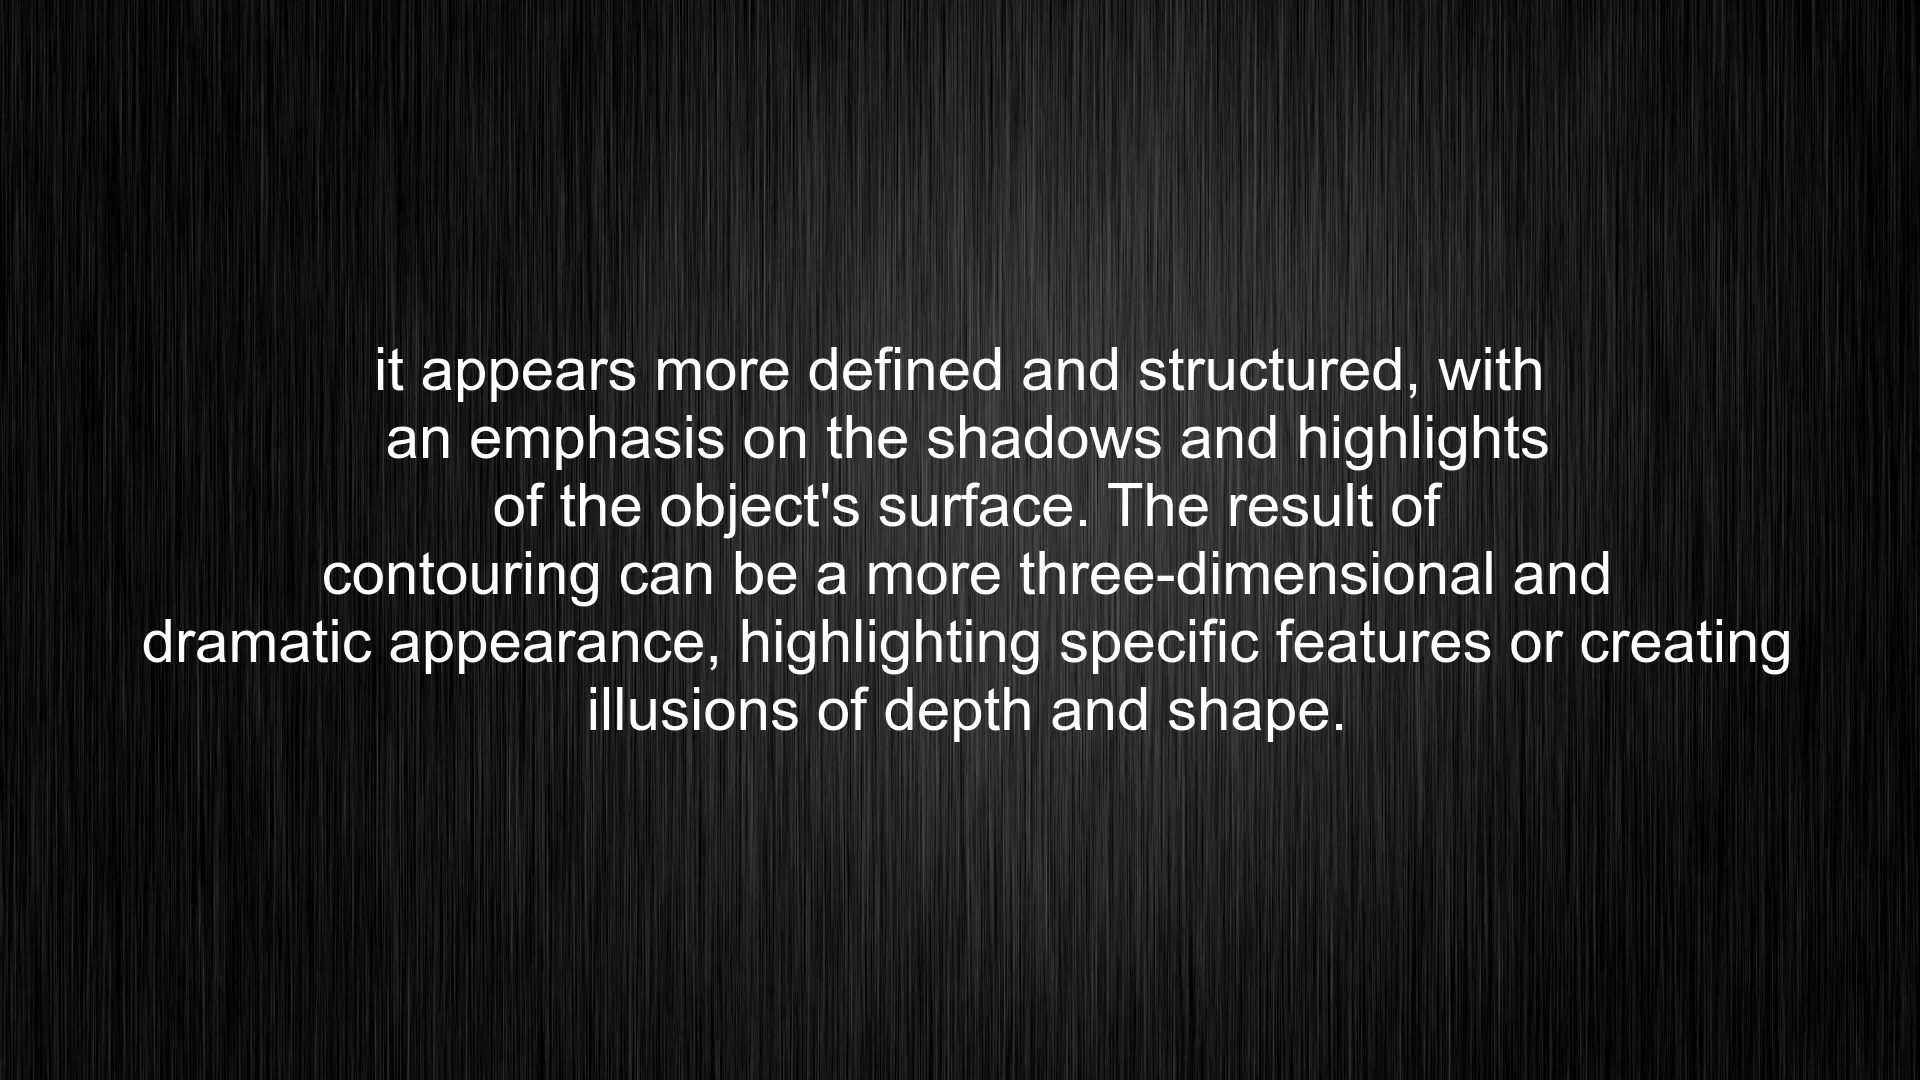 it appears more defined and structured, with
an emphasis on the shadows and highlights
of the object's surface. The result of
contouring can be a more three-dimensional and
dramatic appearance, highlighting specific features or creating
illusions of depth and shape.